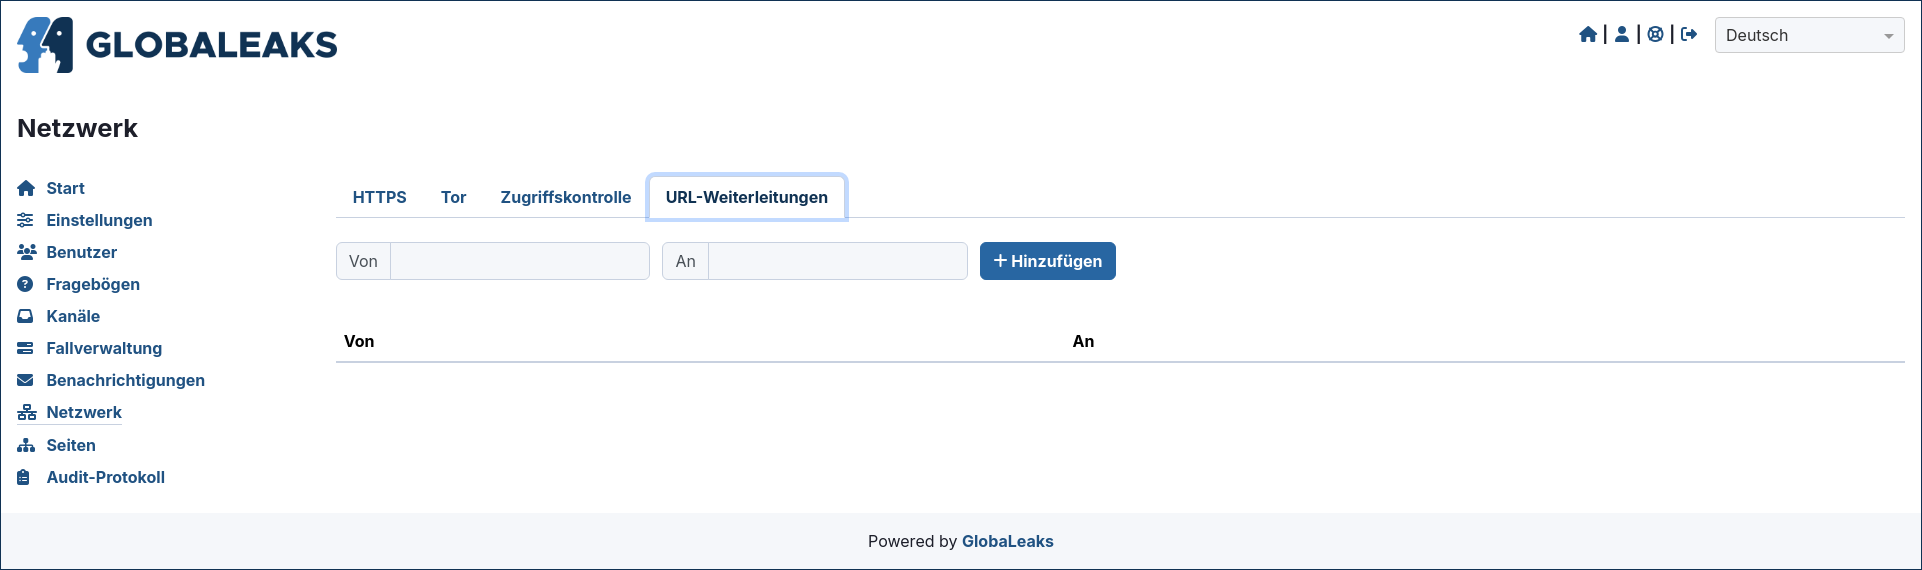 GLOBALEAKS
| | |
Deutsch
Netzwerk
Start
Einstellungen
Benutzer
Fragebögen
Kanäle
Fallverwaltung
Benachrichtigungen
Netzwerk
Seiten
Audit-Protokoll
HTTPS Tor Zugriffskontrolle URL-Weiterleitungen
Von An + Hinzufügen
Von An
Powered by GlobaLeaks